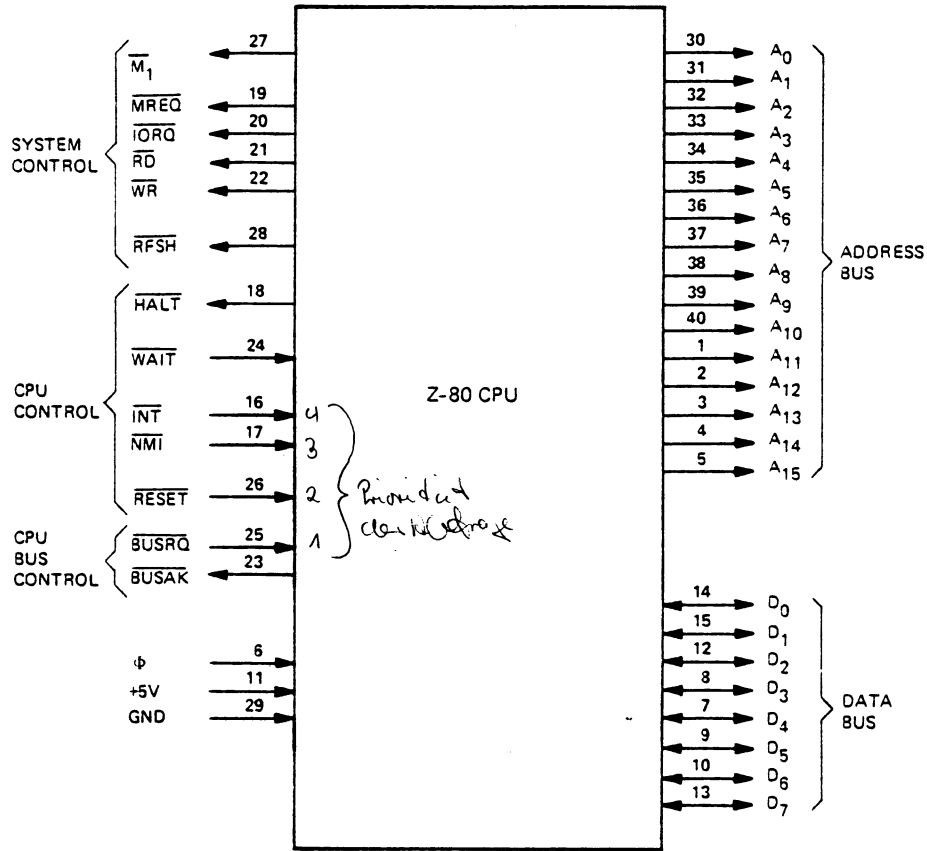 SYSTEM
CONTROL
27 M̅1
19 MREQ
20 IORQ
21 RD
22 WR
28 RFSH
CPU
CONTROL
18 HALT
24 WAIT
16 INT 4
17 NMI 3
26 RESET 2
CPU
BUS
CONTROL
25 BUSRQ 1
23 BUSAK
Φ 6
+5V 11
GND 29
Z-80 CPU
Priorität
der
30 A0
31 A1
32 A2
33 A3
34 A4
35 A5
36 A6
37 A7
38 A8
39 A9
40 A10
1 A11
2 A12
3 A13
4 A14
5 A15
ADDRESS
BUS
14 D0
15 D1
12 D2
8 D3
7 D4
9 D5
10 D6
13 D7
DATA
BUS